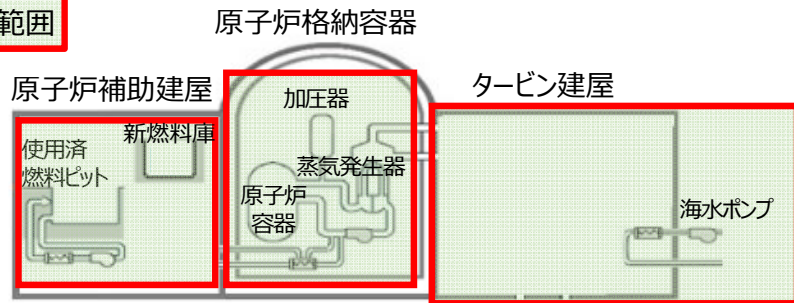 範囲
原子炉格納容器
原子炉補助建屋
タービン建屋
加圧器
新燃料庫
使用済
燃料ピット
蒸気発生器
原子炉
容器
海水ポンプ